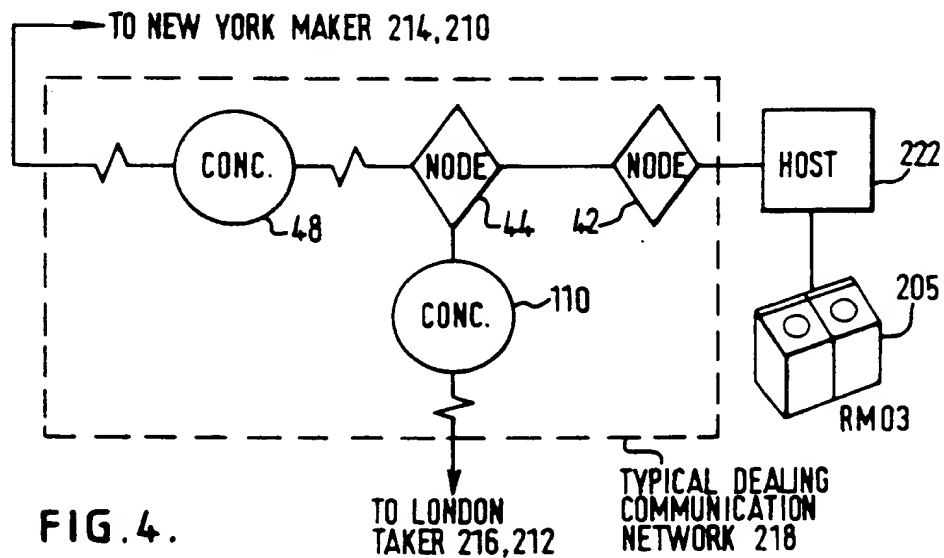 TO NEW YORK MAKER 214,210
CONC.
NODE
NODE
HOST
222
48
44
42
CONC.
110
205
RM03
TO LONDON
TAKER 216,212
TYPICAL DEALING
COMMUNICATION
NETWORK 218
FIG.4.